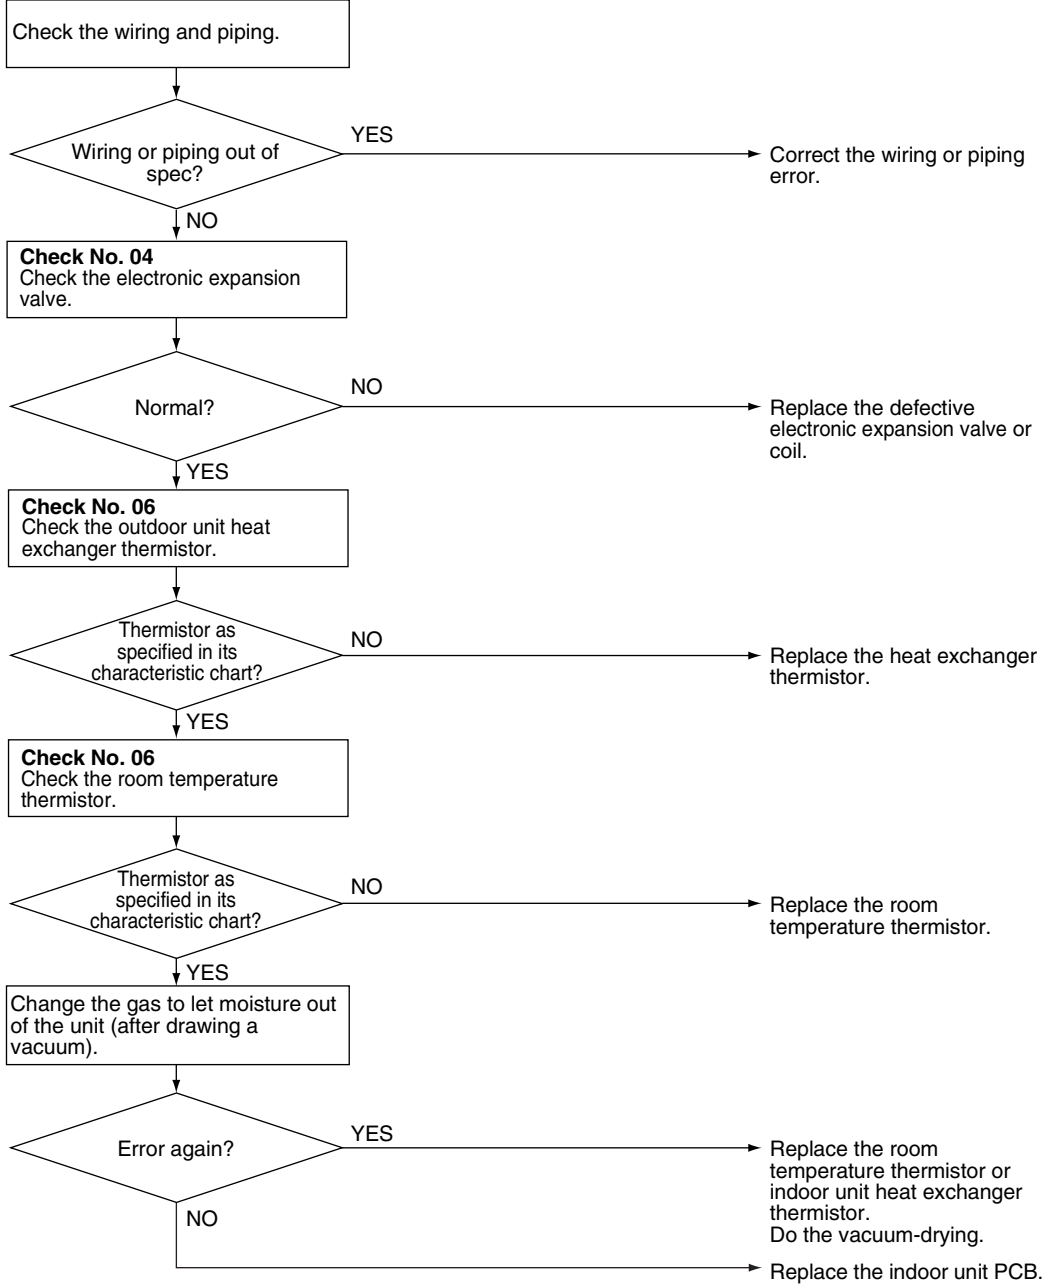 Check the wiring and piping.
Wiring or piping out of
spec?
YES
Correct the wiring or piping
error.
NO
Check No. 04
Check the electronic expansion
valve.
Normal?
NO
Replace the defective
electronic expansion valve or
coil.
YES
Check No. 06
Check the outdoor unit heat
exchanger thermistor.
Thermistor as
specified in its
characteristic chart?
NO
Replace the heat exchanger
thermistor.
YES
Check No. 06
Check the room temperature
thermistor.
Thermistor as
specified in its
characteristic chart?
NO
Replace the room
temperature thermistor.
YES
Change the gas to let moisture out
of the unit (after drawing a
vacuum).
Error again?
YES
Replace the room
temperature thermistor or
indoor unit heat exchanger
thermistor.
Do the vacuum-drying.
NO
Replace the indoor unit PCB.